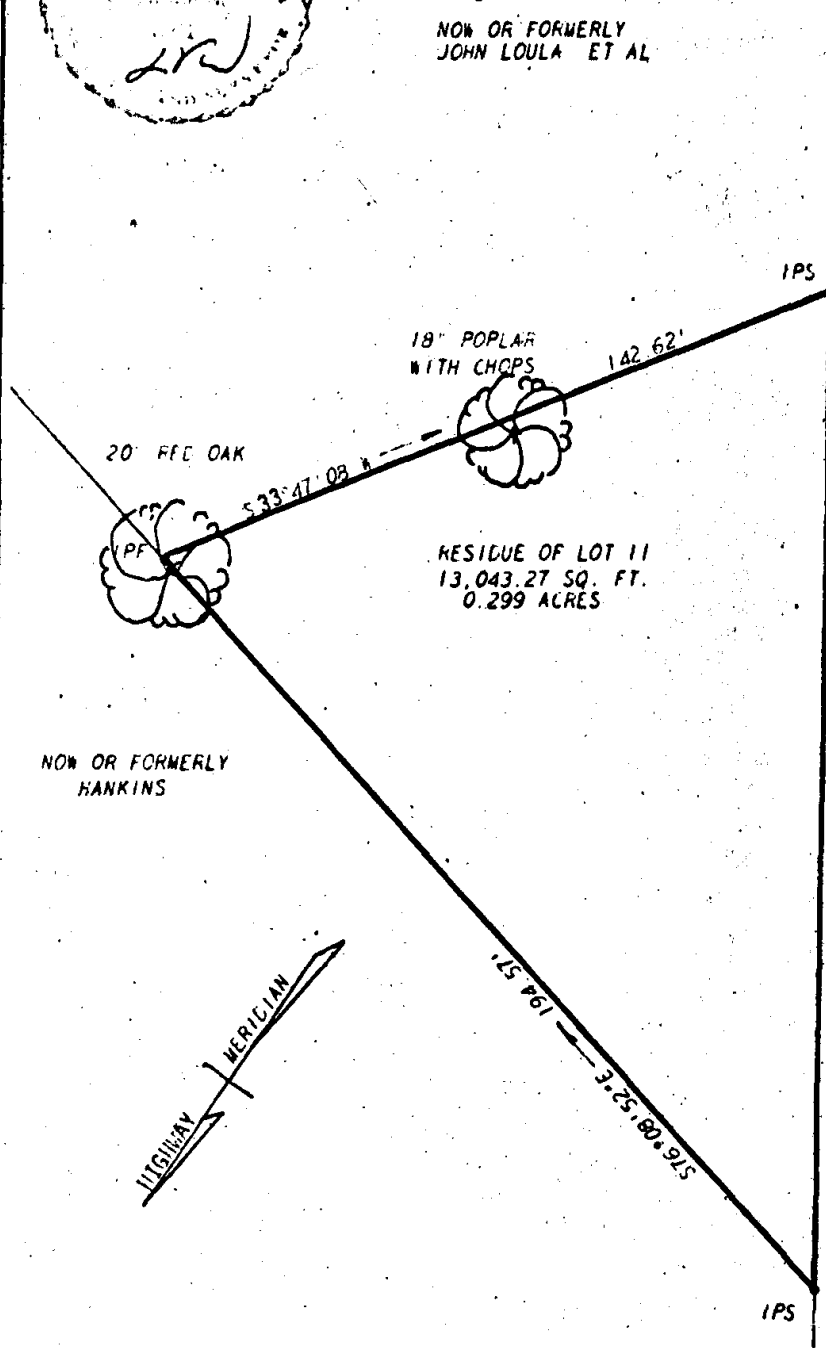 NOW OR FORMERLY
JOHN LOULA ET AL
IPS
18" POPLAR
WITH CHOPS
142.62'
20" RED OAK
S33°47'08"W
IPF
RESIDUE OF LOT 11
13,043.27 SQ. FT.
0.299 ACRES
NOW OR FORMERLY
HANKINS
194.57'
S76°08'52"E
HIGHWAY MERIDIAN
IPS